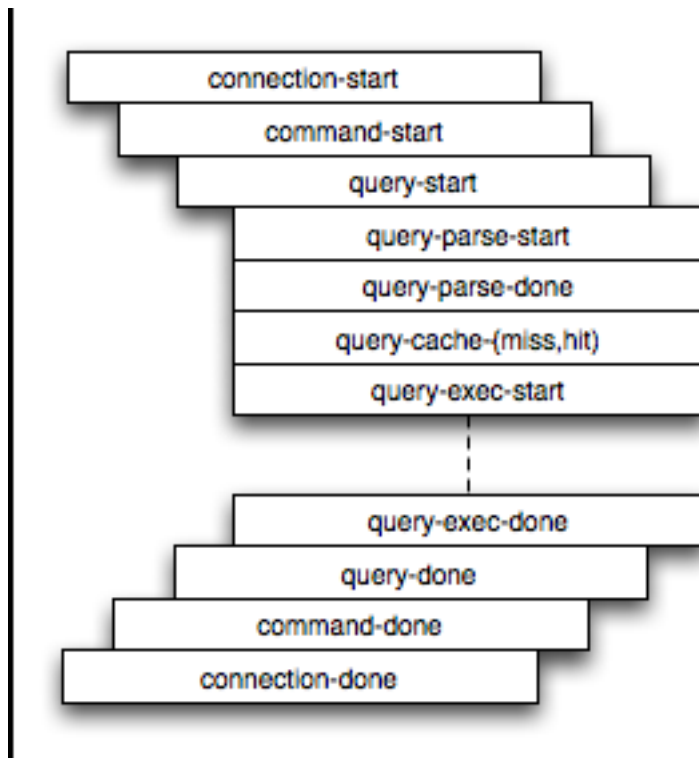 connection-start
command-start
query-start
query-parse-start
query-parse-done
query-cache-(miss,hit)
query-exec-start
query-exec-done
query-done
command-done
connection-done